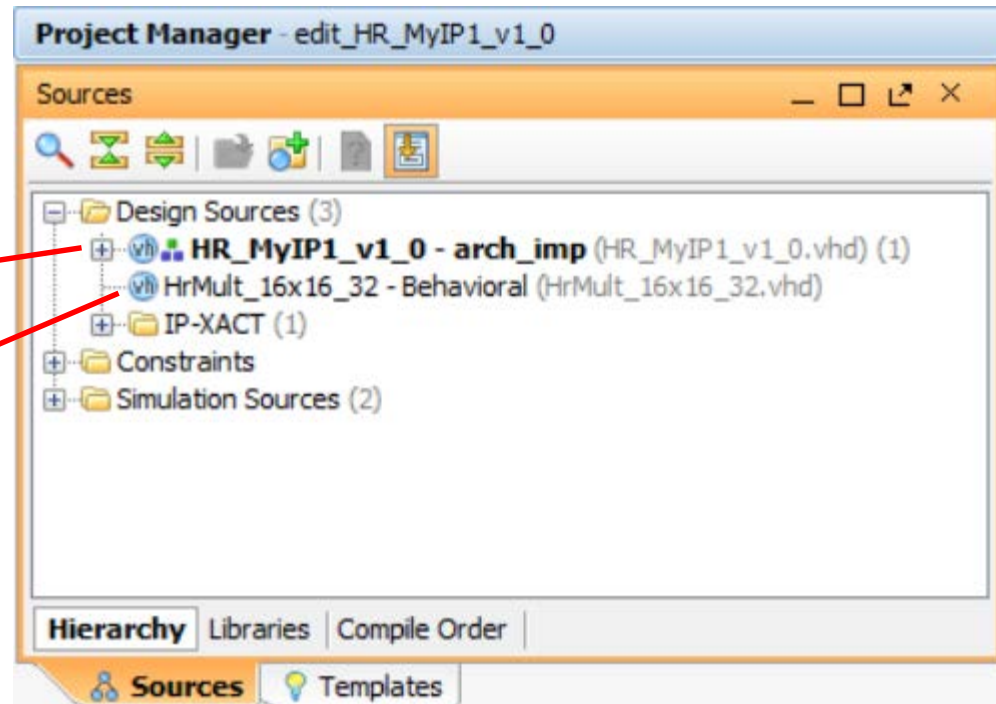 Project Manager - edit_HR_MyIP1_v1_0
Sources
Design Sources (3)
HR_MyIP1_v1_0 - arch_imp (HR_MyIP1_v1_0.vhd) (1)
HrMult_16x16_32 - Behavioral (HrMult_16x16_32.vhd)
IP-XACT (1)
Constraints
Simulation Sources (2)
Hierarchy Libraries Compile Order
Sources Templates